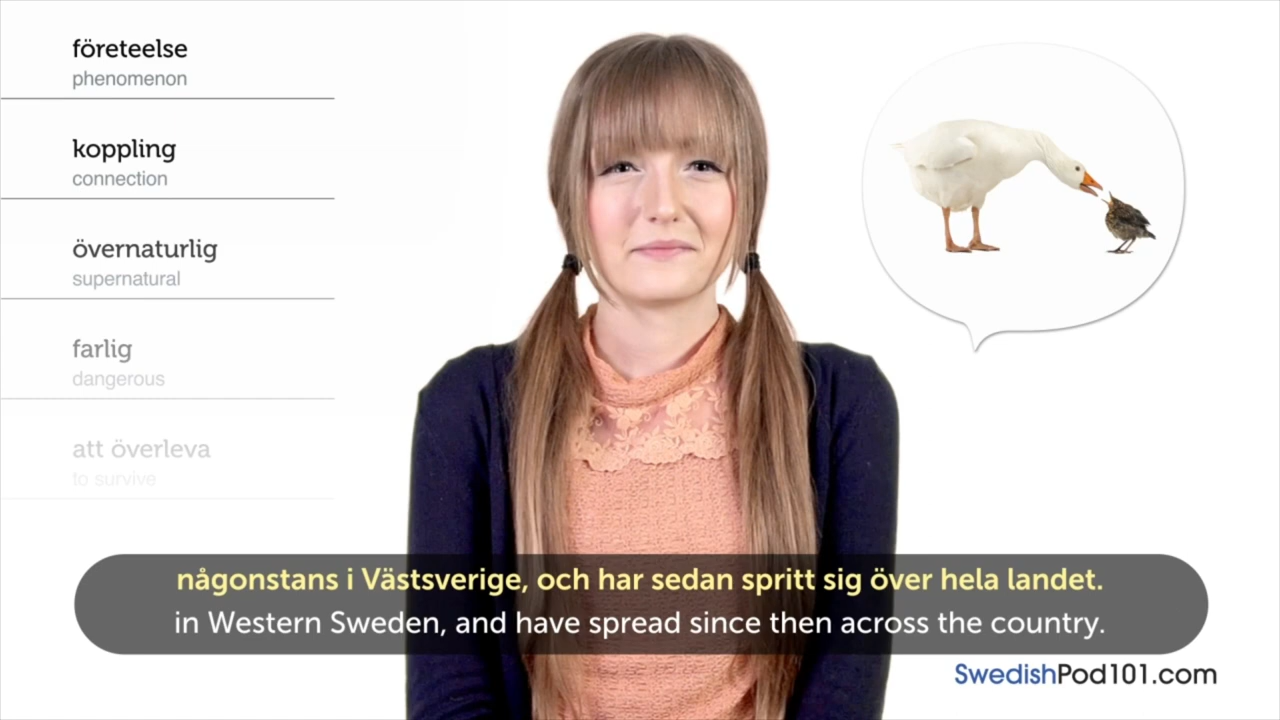 företeelse
phenomenon
koppling
connection
övernaturlig
supernatural
farlig
dangerous
att överleva
to survive
någonstans i Västsverige, och har sedan spritt sig över hela landet.
in Western Sweden, and have spread since then across the country.
SwedishPod101.com